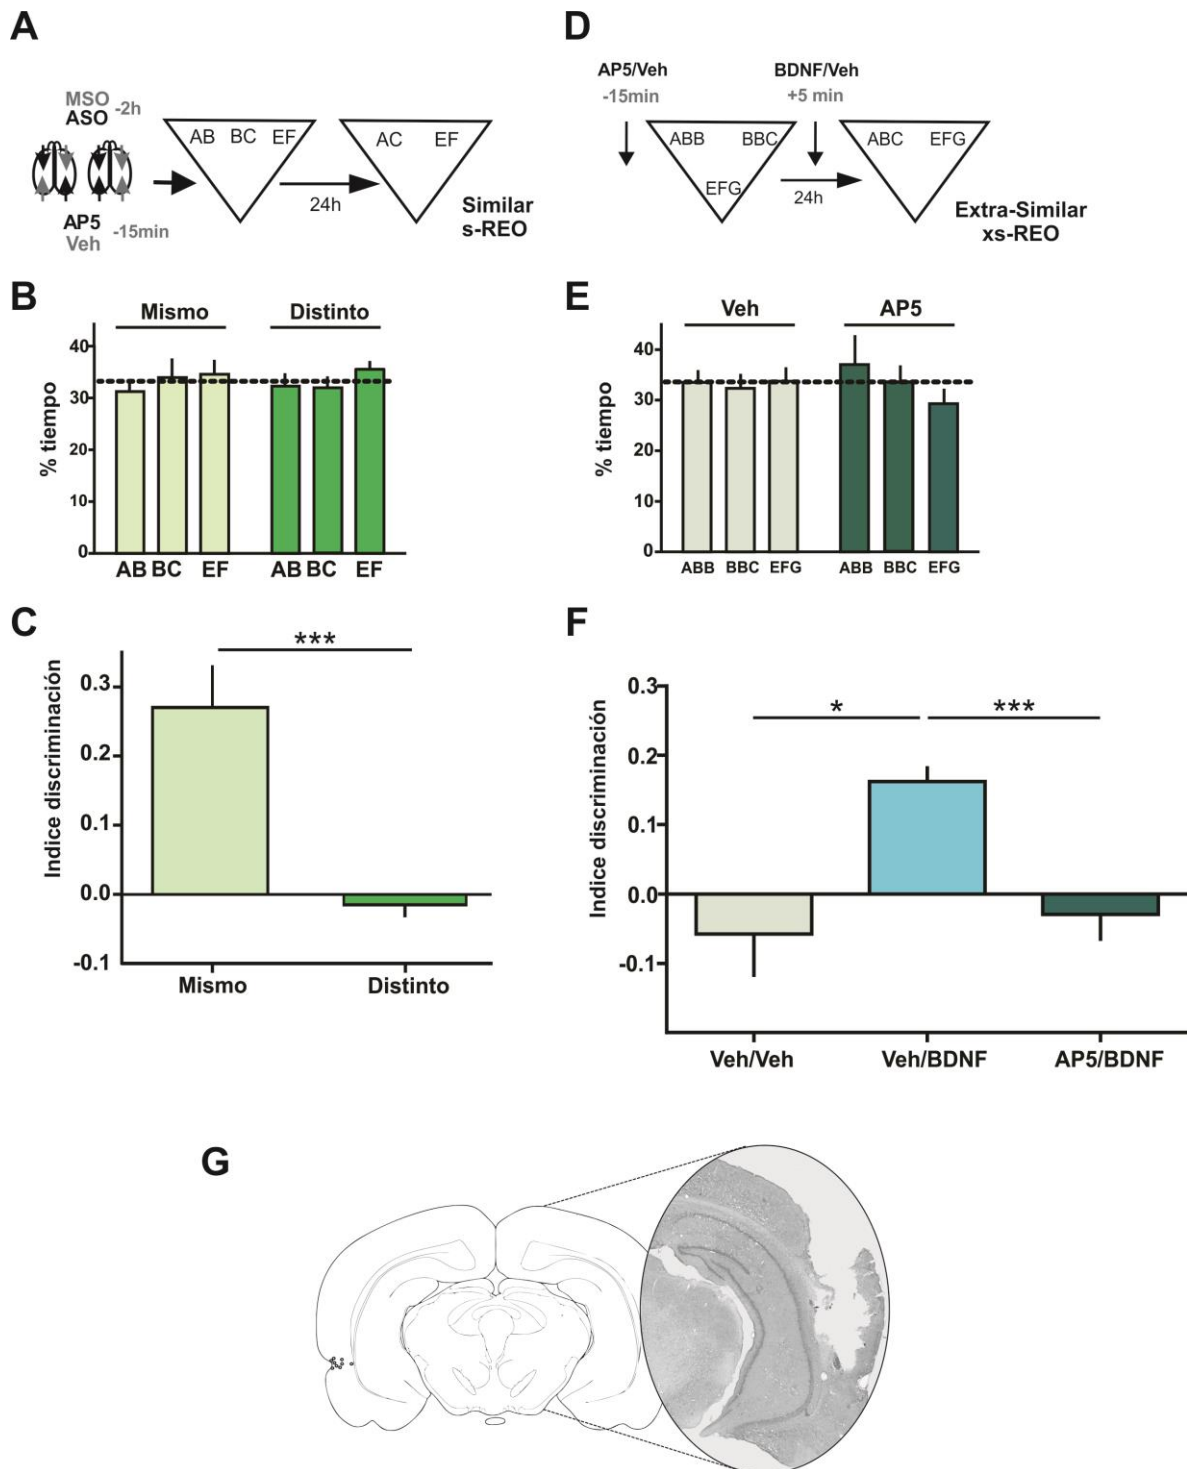 A
MSO
ASO
-2h
AP5
Veh
-15min
AB BC EF
24h
AC EF
Similar
s-REO
D
AP5/Veh
-15min
BDNF/Veh
+5 min
ABB BBC
EFG
24h
ABC EFG
Extra-Similar
xs-REO
B
Mismo Distinto
% tiempo
40
30
20
10
0
AB BC EF AB BC EF
E
Veh AP5
% tiempo
40
30
20
10
0
ABB BBC EFG ABB BBC EFG
C
***
Indice discriminación
0.3
0.2
0.1
0.0
-0.1
Mismo Distinto
F
* ***
Indice discriminación
0.3
0.2
0.1
0.0
-0.1
Veh/Veh Veh/BDNF AP5/BDNF
G